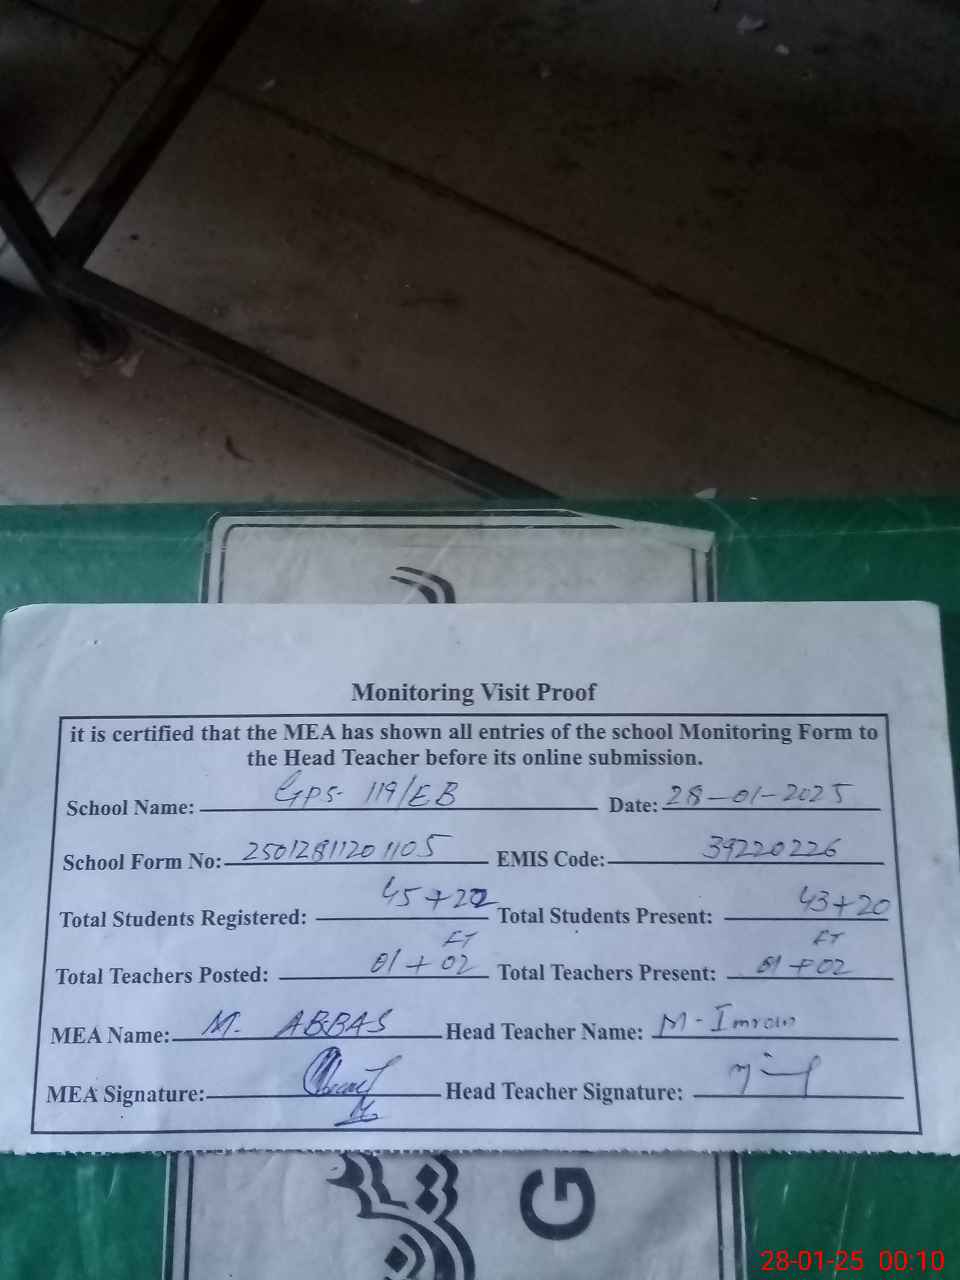 Monitoring Visit Proof
it is certified that the MEA has shown all entries of the school Monitoring Form to
the Head Teacher before its online submission.
School Name: GPS- 119/EB Date: 28-01-2025
School Form No: 2501281120 1105 EMIS Code: 39220226
Total Students Registered: 45+22 Total Students Present: 43+20
FT FT
Total Teachers Posted: 01+02 Total Teachers Present: 01+02
MEA Name: M. ABBAS Head Teacher Name: M-Imran
MEA Signature: Head Teacher Signature:
G
28-01-25 00:10